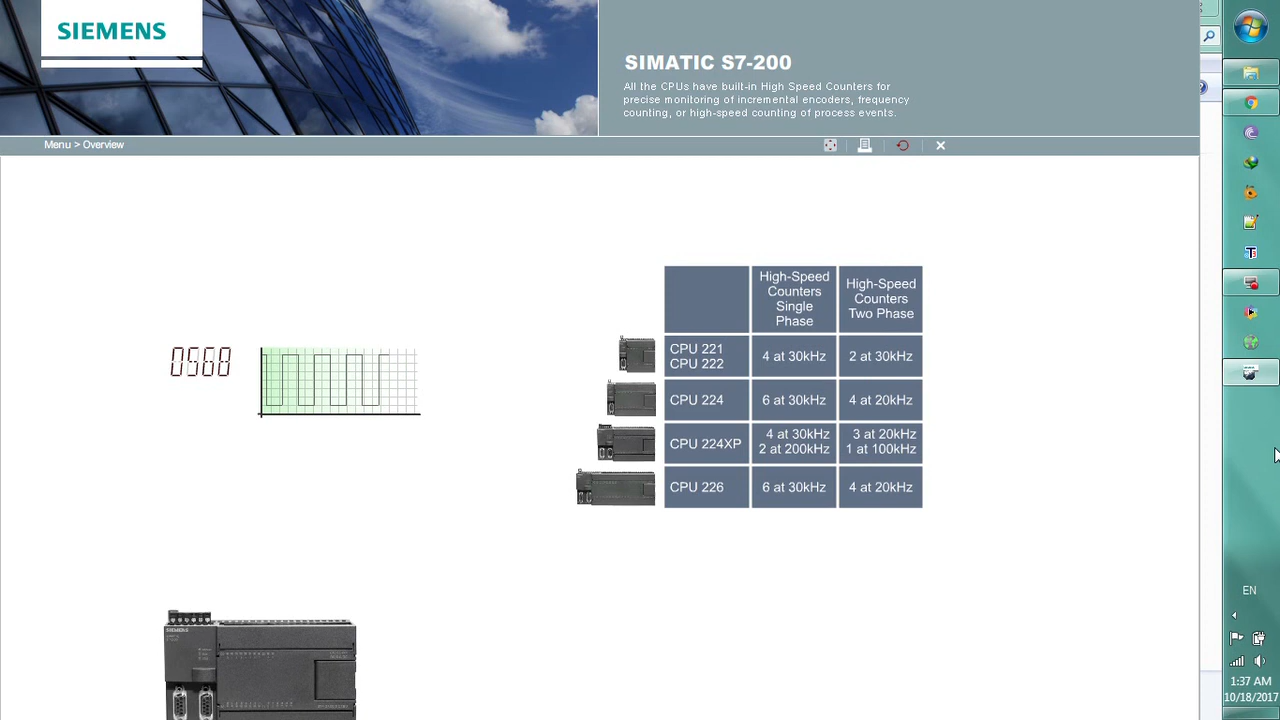 SIEMENS
SIMATIC S7-200
All the CPUs have built-in High Speed Counters for
precise monitoring of incremental encoders, frequency
counting, or high-speed counting of process events.
Menu > Overview
0568
High-Speed
Counters
Single
Phase
High-Speed
Counters
Two Phase
CPU 221
CPU 222
4 at 30kHz
2 at 30kHz
CPU 224
6 at 30kHz
4 at 20kHz
CPU 224XP
4 at 30kHz
2 at 200kHz
3 at 20kHz
1 at 100kHz
CPU 226
6 at 30kHz
4 at 20kHz
SIEMENS
EN
1:37 AM
10/18/2017